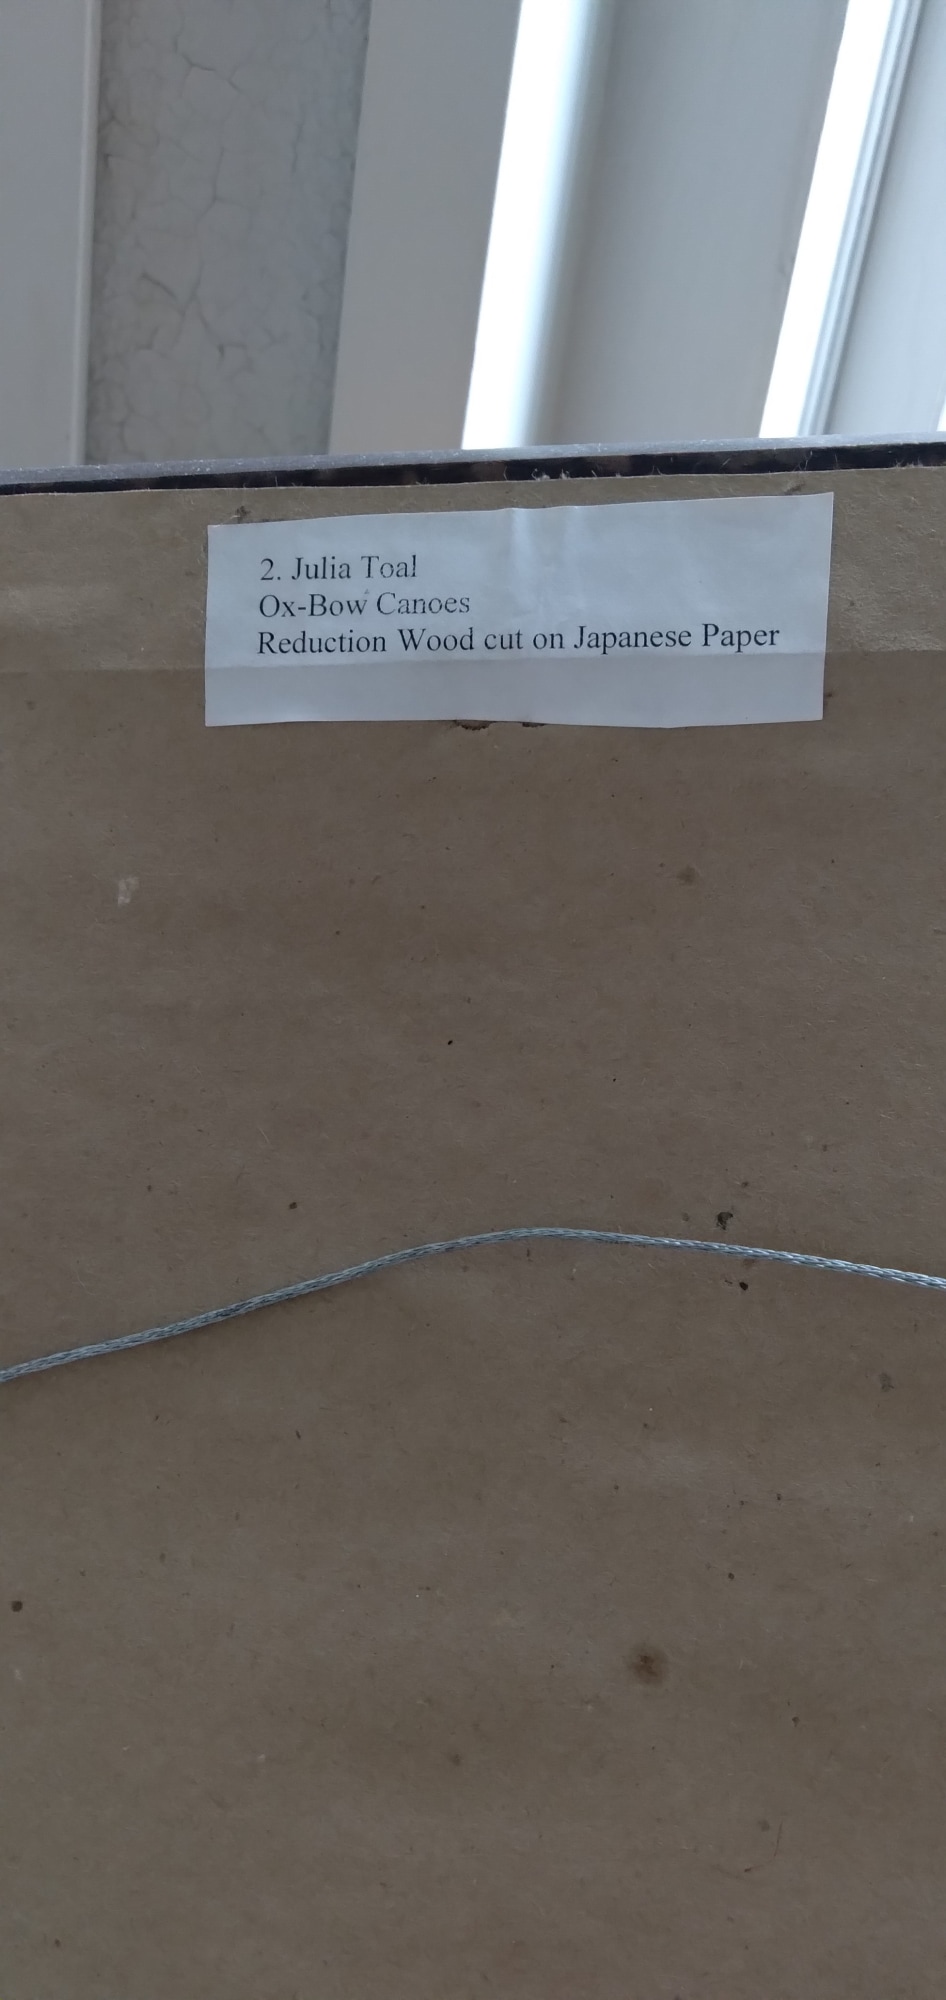 2. Julia Toal
Ox-Bow Canoes
Reduction Wood cut on Japanese Paper